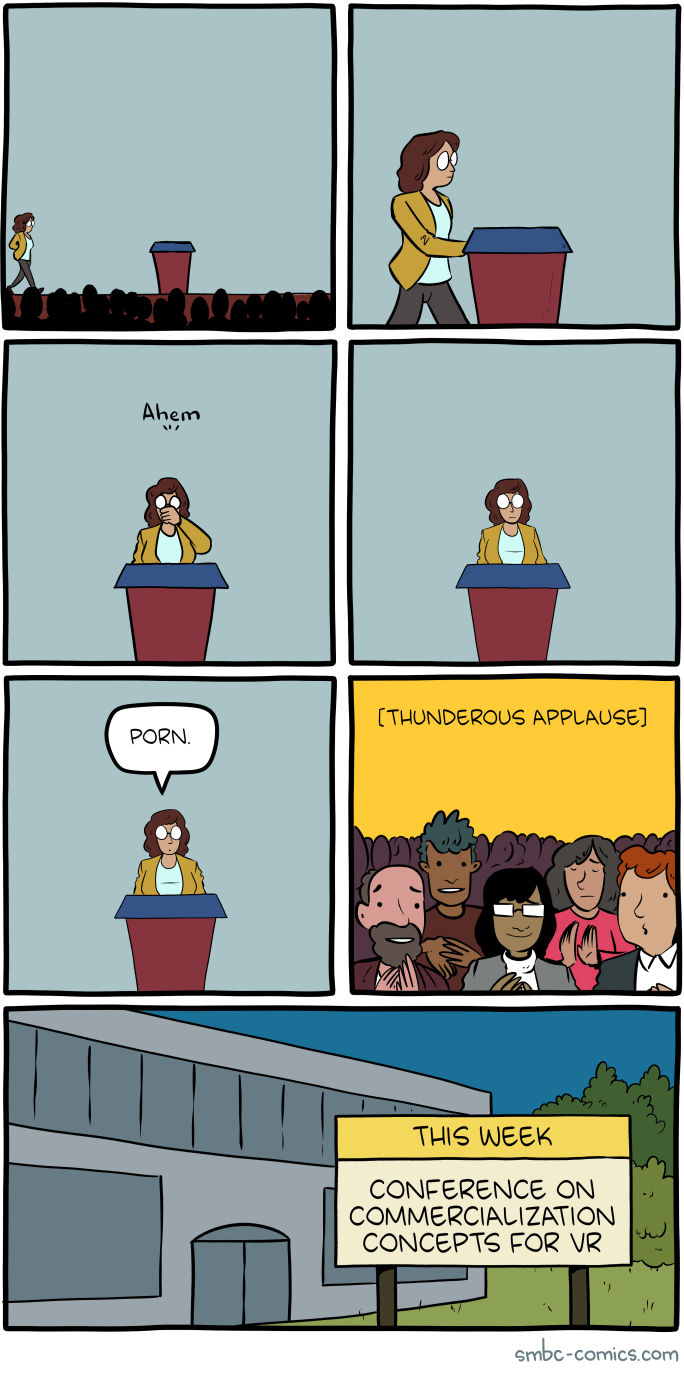 Ahem
PORN.
[THUNDEROUS APPLAUSE]
THIS WEEK
CONFERENCE ON
COMMERCIALIZATION
CONCEPTS FOR VR
smbc-comics.com